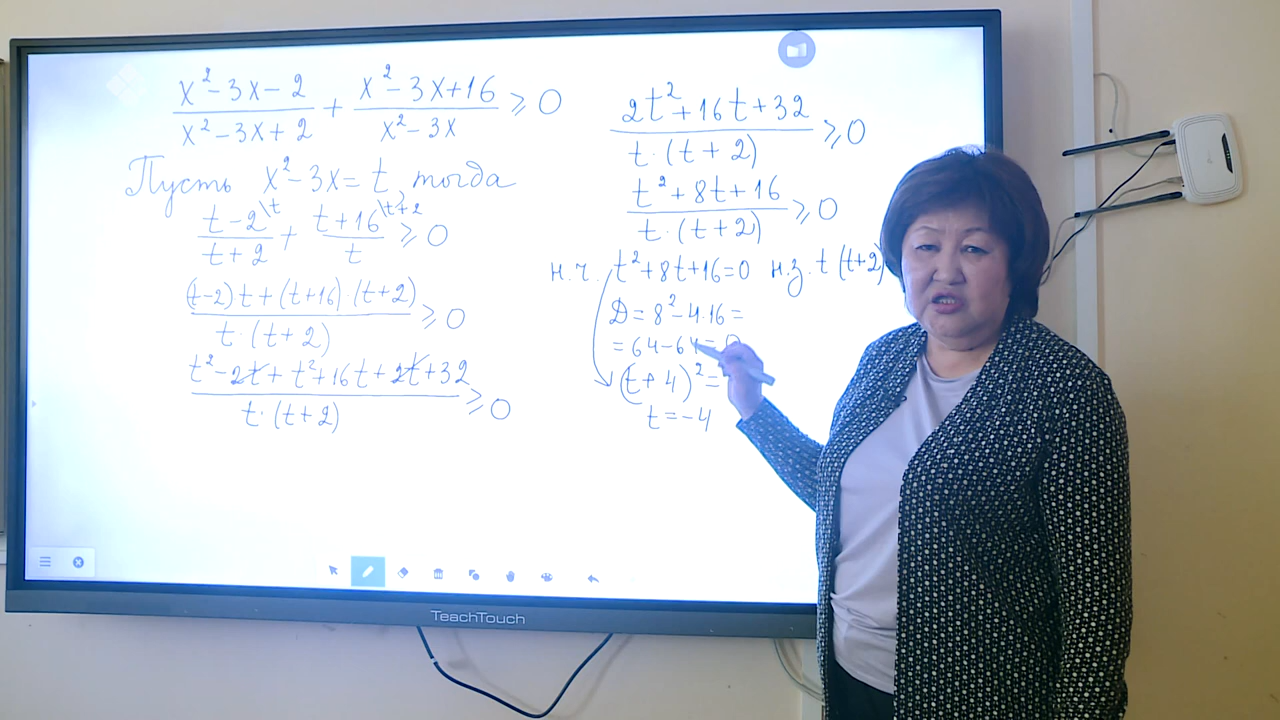 x² - 3x - 2 / x² - 3x + 2 + x² - 3x + 16 / x² - 3x ⩾ 0
Пусть x² - 3x = t, тогда
t - 2 \t / t + 2 + t + 16 \t+2 / t ⩾ 0
(t-2)t + (t+16)·(t+2) / t·(t+2) ⩾ 0
t² - 2t + t² + 16t + 2t + 32 / t·(t+2) ⩾ 0
2t² + 16t + 32 / t·(t+2) ⩾ 0
t² + 8t + 16 / t·(t+2) ⩾ 0
н.ч. t² + 8t + 16 = 0 н.з. t(t+2)
D = 8² - 4·16 =
= 64 - 64 = 0
(t + 4)² =
t = -4
TeachTouch